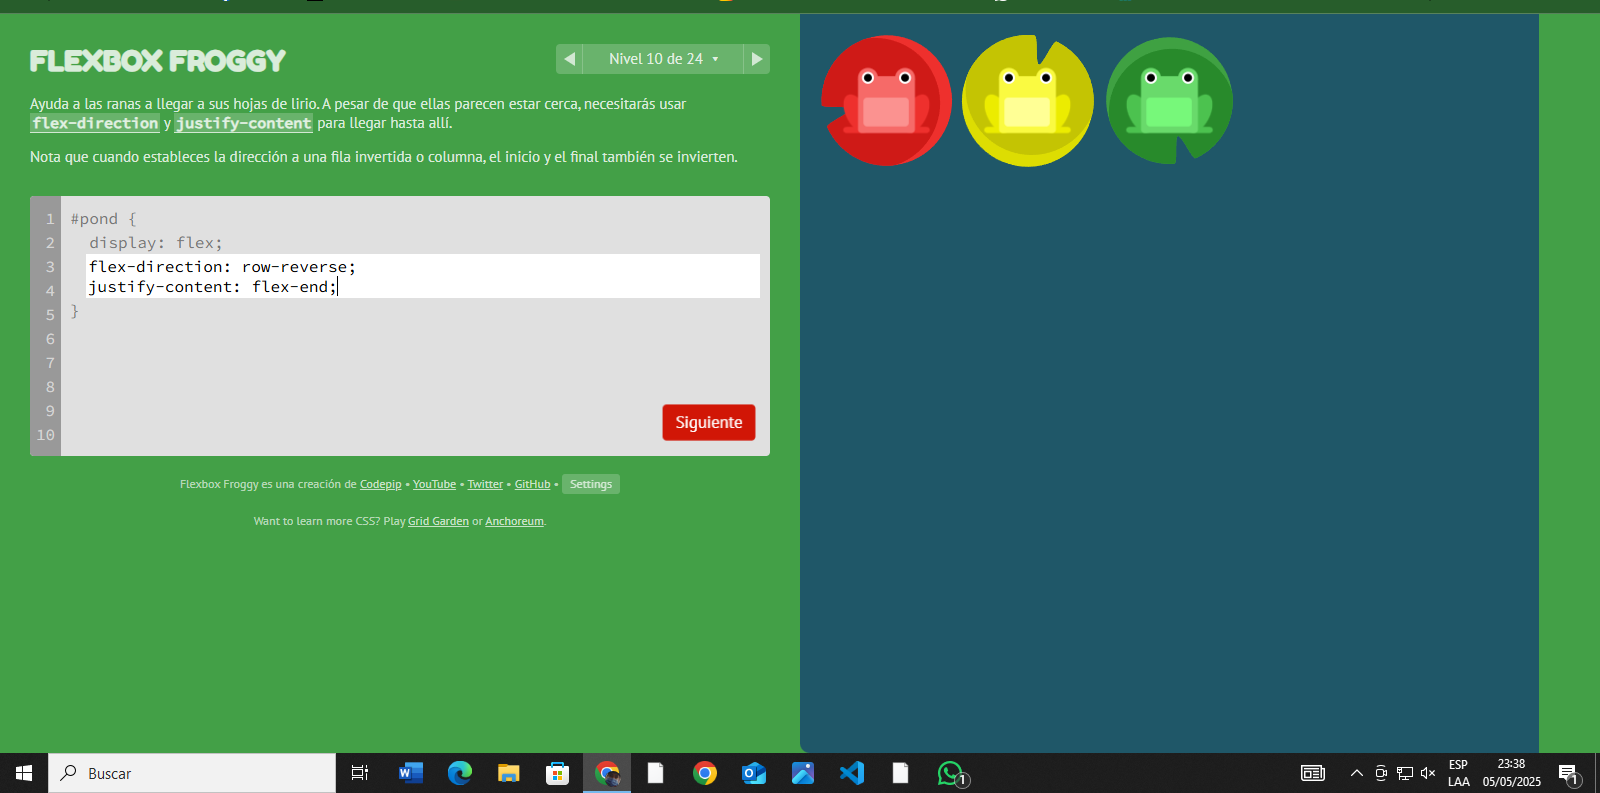 FLEXBOX FROGGY
Nivel 10 de 24
Ayuda a las ranas a llegar a sus hojas de lirio. A pesar de que ellas parecen estar cerca, necesitarás usar
flex-direction y justify-content para llegar hasta allí.
Nota que cuando estableces la dirección a una fila invertida o columna, el inicio y el final también se invierten.
1 #pond {
2 display: flex;
3 flex-direction: row-reverse;
4 justify-content: flex-end;
5 }
6
7
8
9
10
Siguiente
Flexbox Froggy es una creación de Codepip • YouTube • Twitter • GitHub • Settings
Want to learn more CSS? Play Grid Garden or Anchoreum.
Buscar
1
ESP
LAA
23:38
05/05/2025
1